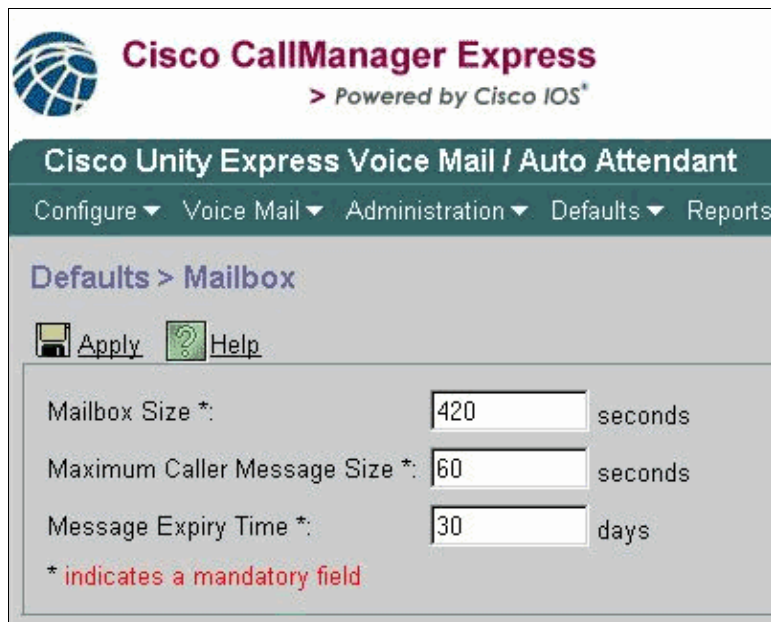 Cisco CallManager Express
> Powered by Cisco IOS®
Cisco Unity Express Voice Mail / Auto Attendant
Configure Voice Mail Administration Defaults Reports
Defaults > Mailbox
Apply Help
Mailbox Size *: 420 seconds
Maximum Caller Message Size *: 60 seconds
Message Expiry Time *: 30 days
* indicates a mandatory field